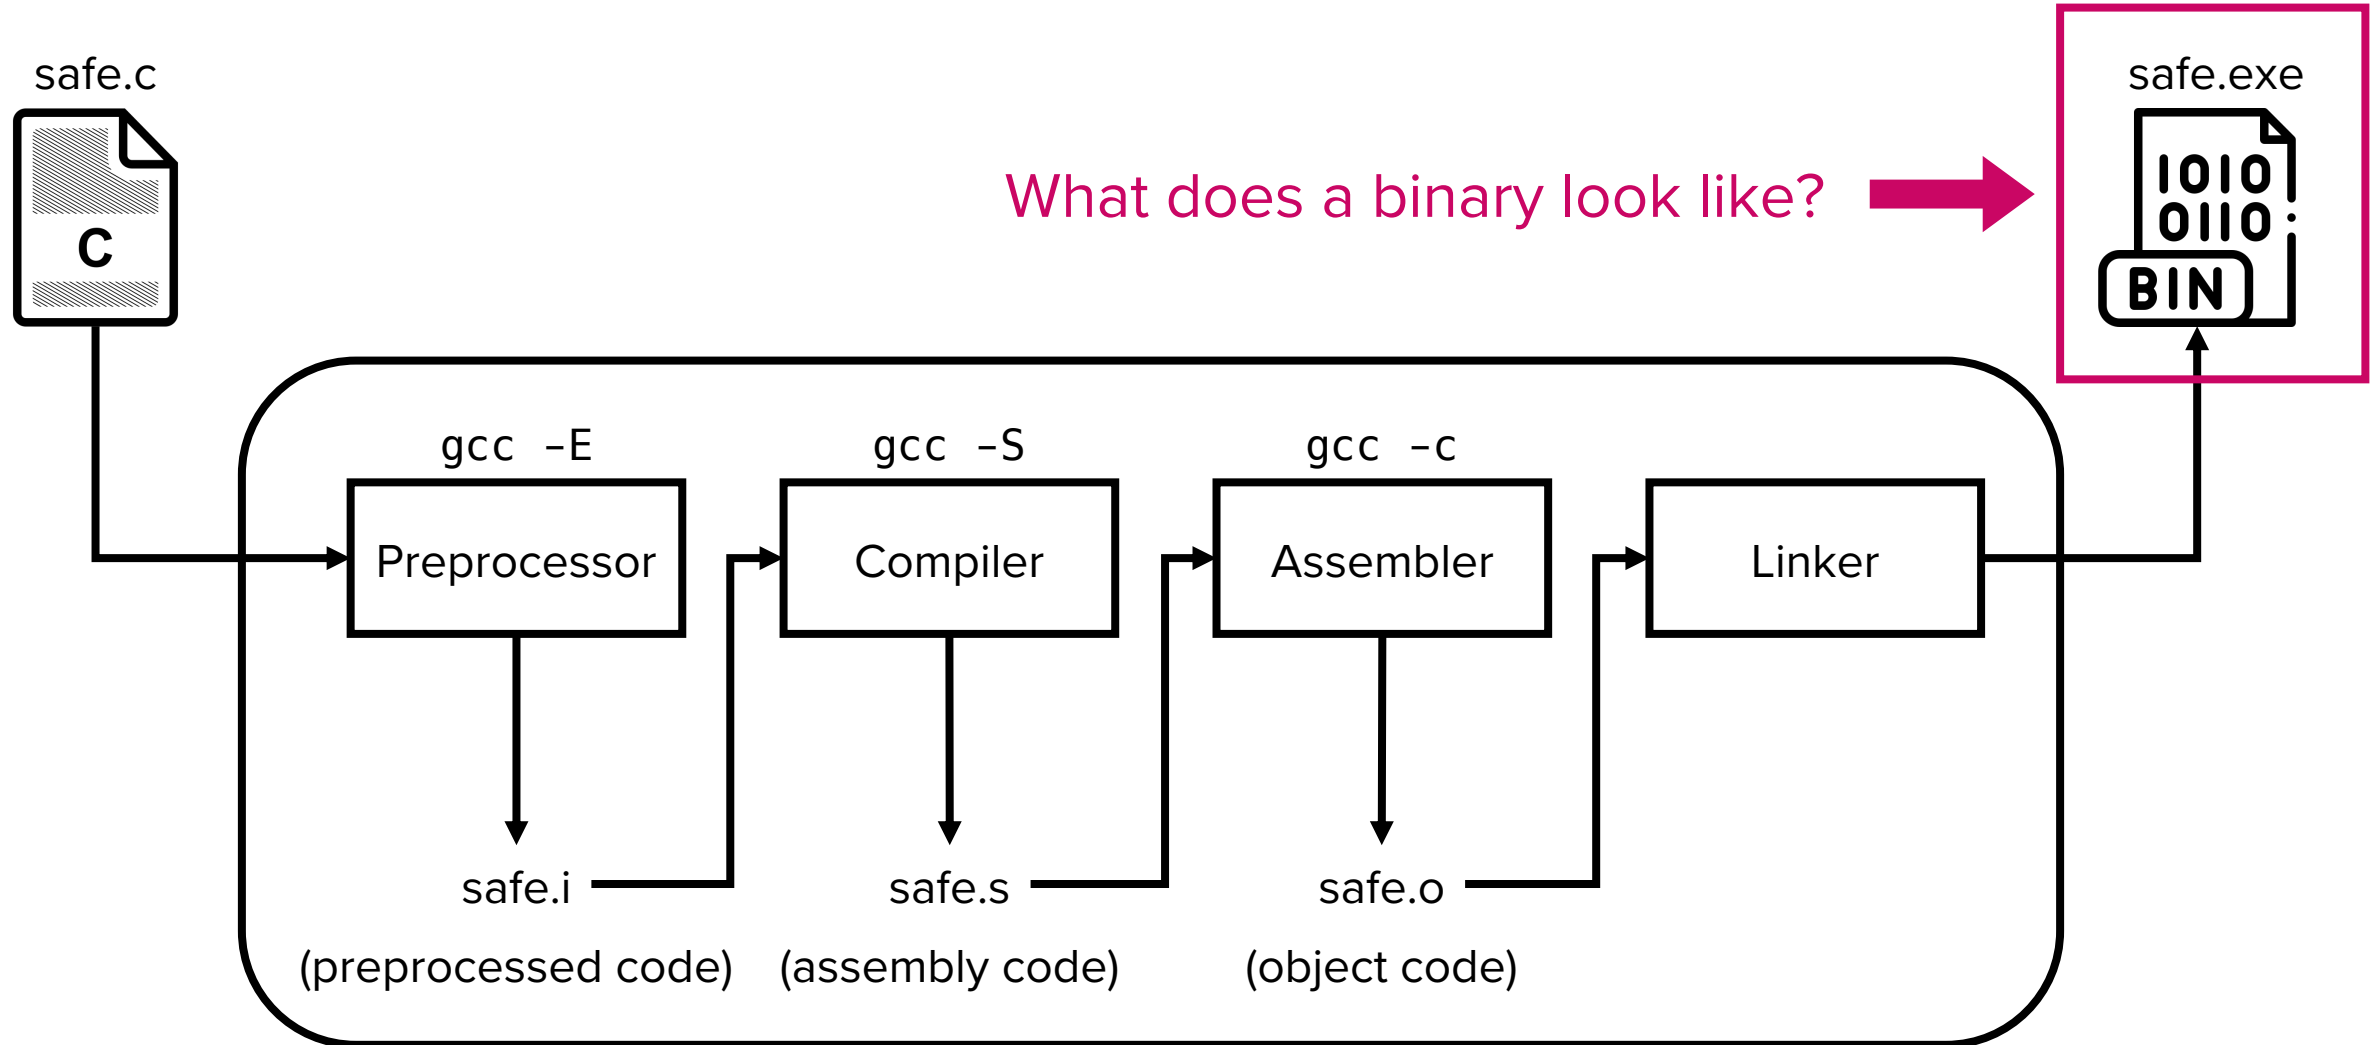 safe.c
safe.exe
C
What does a binary look like?
1010
0110
BIN
gcc -E
gcc -S
gcc -c
Preprocessor
Compiler
Assembler
Linker
safe.i
safe.s
safe.o
(preprocessed code)
(assembly code)
(object code)